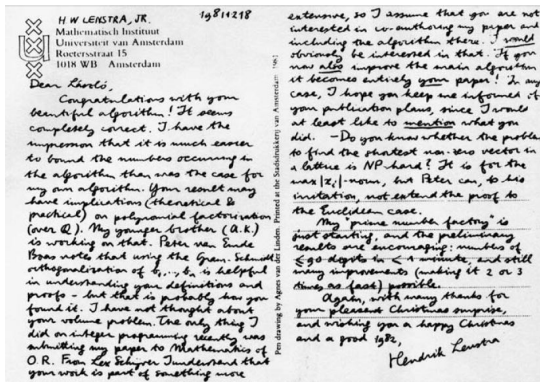 H.W. LENSTRA, JR.
19811218
Mathematisch Instituut
Universiteit van Amsterdam
Roetersstraat 15
1018 WB Amsterdam
Dear László,
Congratulations with your
beautiful algorithm! It seems
completely correct. I have the
impression that it is much easier
to bound the numbers occurring in
the algorithm than was the case for
my own algorithm. Your result may
have implications (theoretical &
practical) on polynomial factorization
(over Q). My younger brother (A.K.)
is working on that. Peter van Emde
Boas notes that using the Gram-Schmidt
orthogonalization of b₁,...,bₙ is helpful
in understanding your definitions and
proofs - but that is probably how you
found it. I have not thought about
your volume problem. The only thing I
did on integer programming recently was
submitting my paper to Mathematics of
O.R. From Lex Schrijver I understand that
your work is part of something more
Pen drawing by Agnes van der Linden. Printed at the Stadsdrukkerij van Amsterdam 1981
extensive, so I assume that you are not
interested in co-authoring my paper and
including the algorithm there. I would
obviously be interested in that. If you
may also improve the main algorithm
it becomes entirely your paper! In any
case, I hope you keep me informed of
your publication plans, since I would
at least like to mention what you
did. - Do you know whether the problem
to find the shortest non-zero vector in
a lattice is NP-hard? It is for the
max|xᵢ|-norm, but Peter can, to his
irritation, not extend the proof to
the Euclidean case.
My "prime number factory" is
just starting, and the preliminary
results are encouraging: numbers of
≤90 digits in < 1 minute, and still
many improvements (making it 2 or 3
times as fast) possible.
Again, with many thanks for
your pleasant Christmas surprise,
and wishing you a happy Christmas
and a good 1982,
Hendrik Lenstra